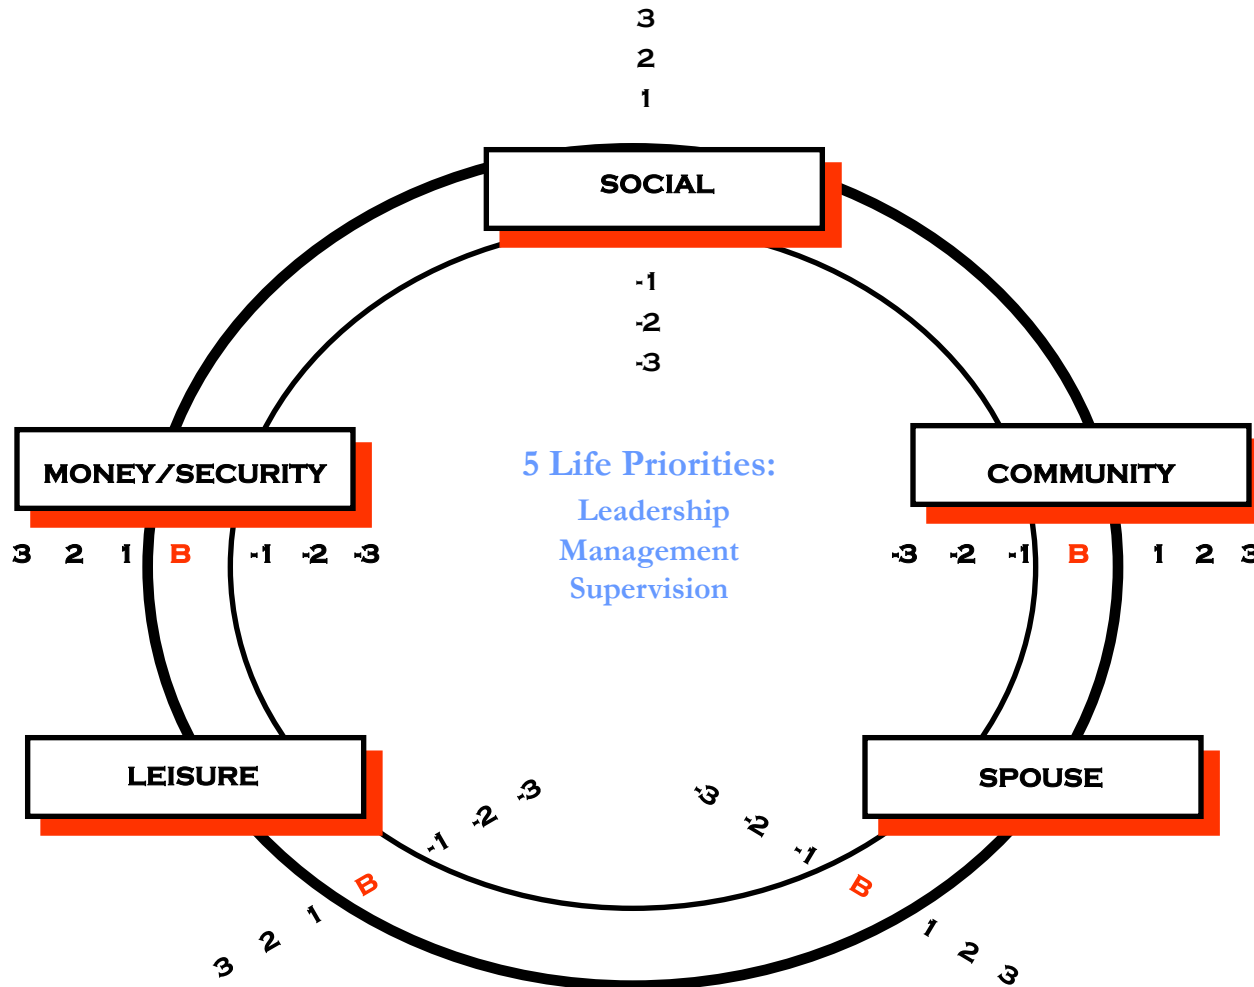 3
2
1
SOCIAL
-1
-2
-3
MONEY/SECURITY
COMMUNITY
5 Life Priorities:
Leadership
Management
Supervision
3 2 1 B -1 -2 -3
-3 -2 -1 B 1 2 3
LEISURE
SPOUSE
3 2 1 B -1 -2 -3
-3 -2 -1 B 1 2 3